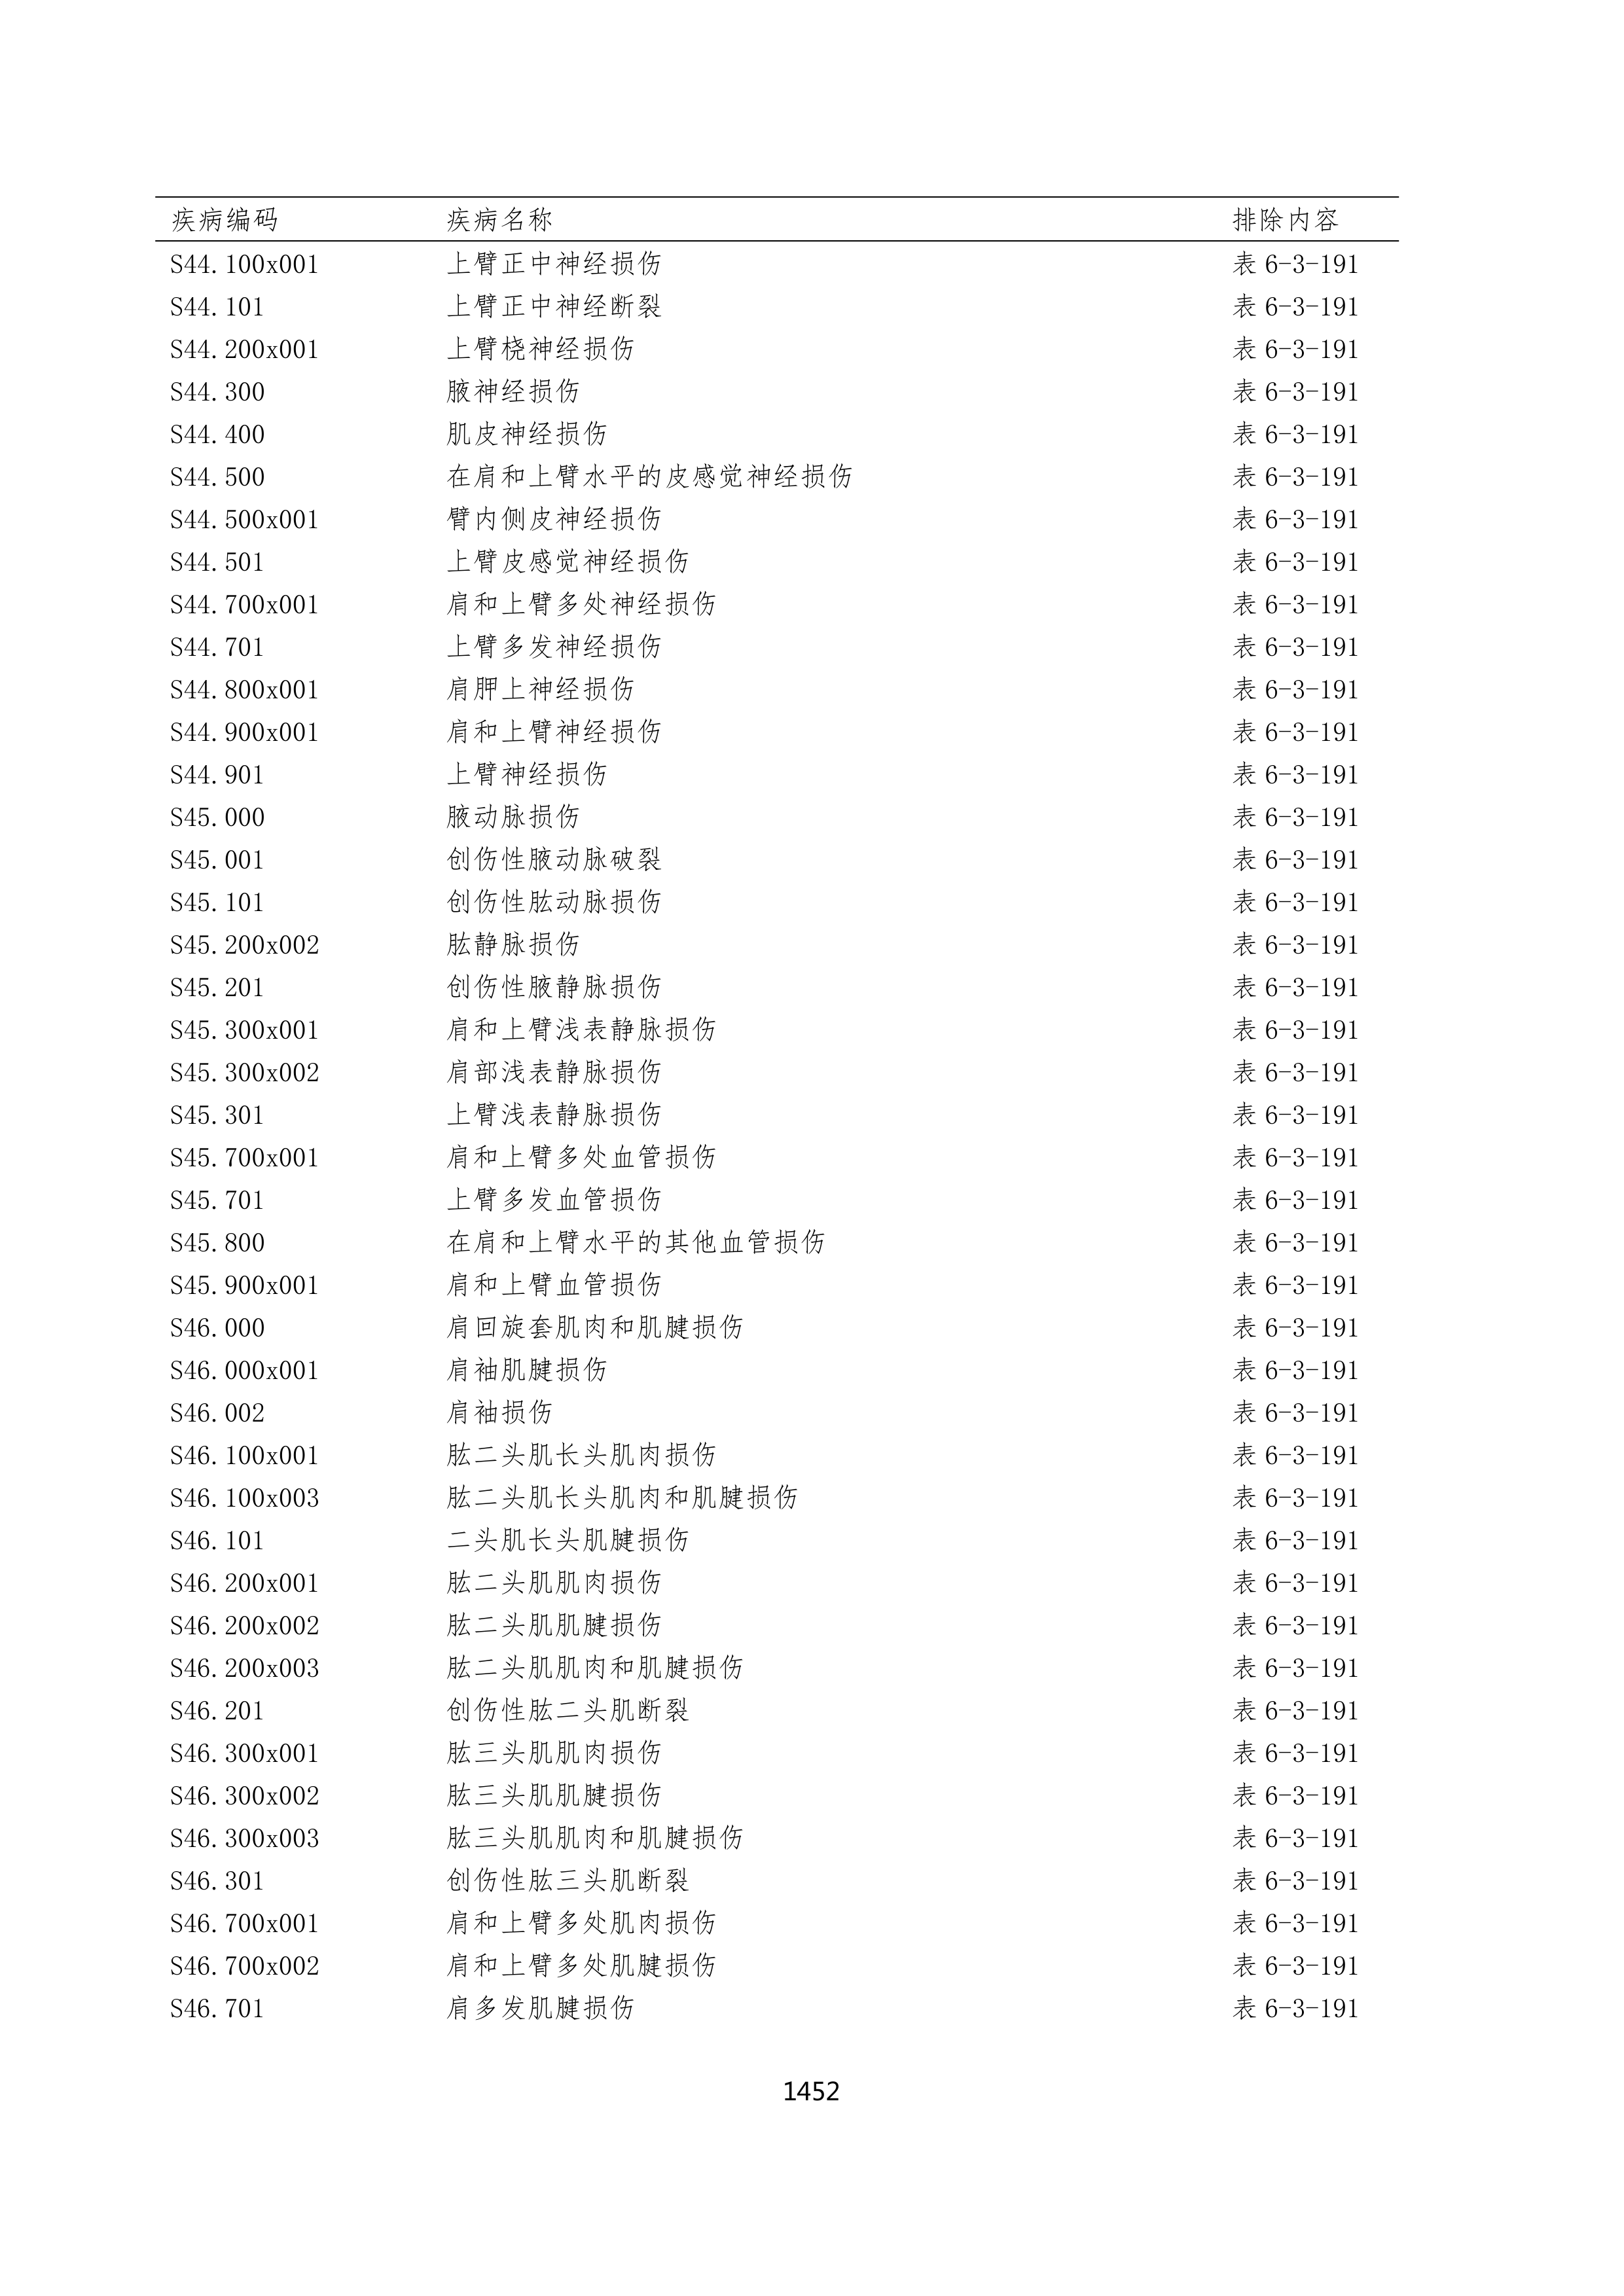 疾病编码 疾病名称 排除内容
S44.100x001 上臂正中神经损伤 表 6-3-191
S44.101 上臂正中神经断裂 表 6-3-191
S44.200x001 上臂桡神经损伤 表 6-3-191
S44.300 腋神经损伤 表 6-3-191
S44.400 肌皮神经损伤 表 6-3-191
S44.500 在肩和上臂水平的皮感觉神经损伤 表 6-3-191
S44.500x001 臂内侧皮神经损伤 表 6-3-191
S44.501 上臂皮感觉神经损伤 表 6-3-191
S44.700x001 肩和上臂多处神经损伤 表 6-3-191
S44.701 上臂多发神经损伤 表 6-3-191
S44.800x001 肩胛上神经损伤 表 6-3-191
S44.900x001 肩和上臂神经损伤 表 6-3-191
S44.901 上臂神经损伤 表 6-3-191
S45.000 腋动脉损伤 表 6-3-191
S45.001 创伤性腋动脉破裂 表 6-3-191
S45.101 创伤性肱动脉损伤 表 6-3-191
S45.200x002 肱静脉损伤 表 6-3-191
S45.201 创伤性腋静脉损伤 表 6-3-191
S45.300x001 肩和上臂浅表静脉损伤 表 6-3-191
S45.300x002 肩部浅表静脉损伤 表 6-3-191
S45.301 上臂浅表静脉损伤 表 6-3-191
S45.700x001 肩和上臂多处血管损伤 表 6-3-191
S45.701 上臂多发血管损伤 表 6-3-191
S45.800 在肩和上臂水平的其他血管损伤 表 6-3-191
S45.900x001 肩和上臂血管损伤 表 6-3-191
S46.000 肩回旋套肌肉和肌腱损伤 表 6-3-191
S46.000x001 肩袖肌腱损伤 表 6-3-191
S46.002 肩袖损伤 表 6-3-191
S46.100x001 肱二头肌长头肌肉损伤 表 6-3-191
S46.100x003 肱二头肌长头肌肉和肌腱损伤 表 6-3-191
S46.101 二头肌长头肌腱损伤 表 6-3-191
S46.200x001 肱二头肌肌肉损伤 表 6-3-191
S46.200x002 肱二头肌肌腱损伤 表 6-3-191
S46.200x003 肱二头肌肌肉和肌腱损伤 表 6-3-191
S46.201 创伤性肱二头肌断裂 表 6-3-191
S46.300x001 肱三头肌肌肉损伤 表 6-3-191
S46.300x002 肱三头肌肌腱损伤 表 6-3-191
S46.300x003 肱三头肌肌肉和肌腱损伤 表 6-3-191
S46.301 创伤性肱三头肌断裂 表 6-3-191
S46.700x001 肩和上臂多处肌肉损伤 表 6-3-191
S46.700x002 肩和上臂多处肌腱损伤 表 6-3-191
S46.701 肩多发肌腱损伤 表 6-3-191
1452